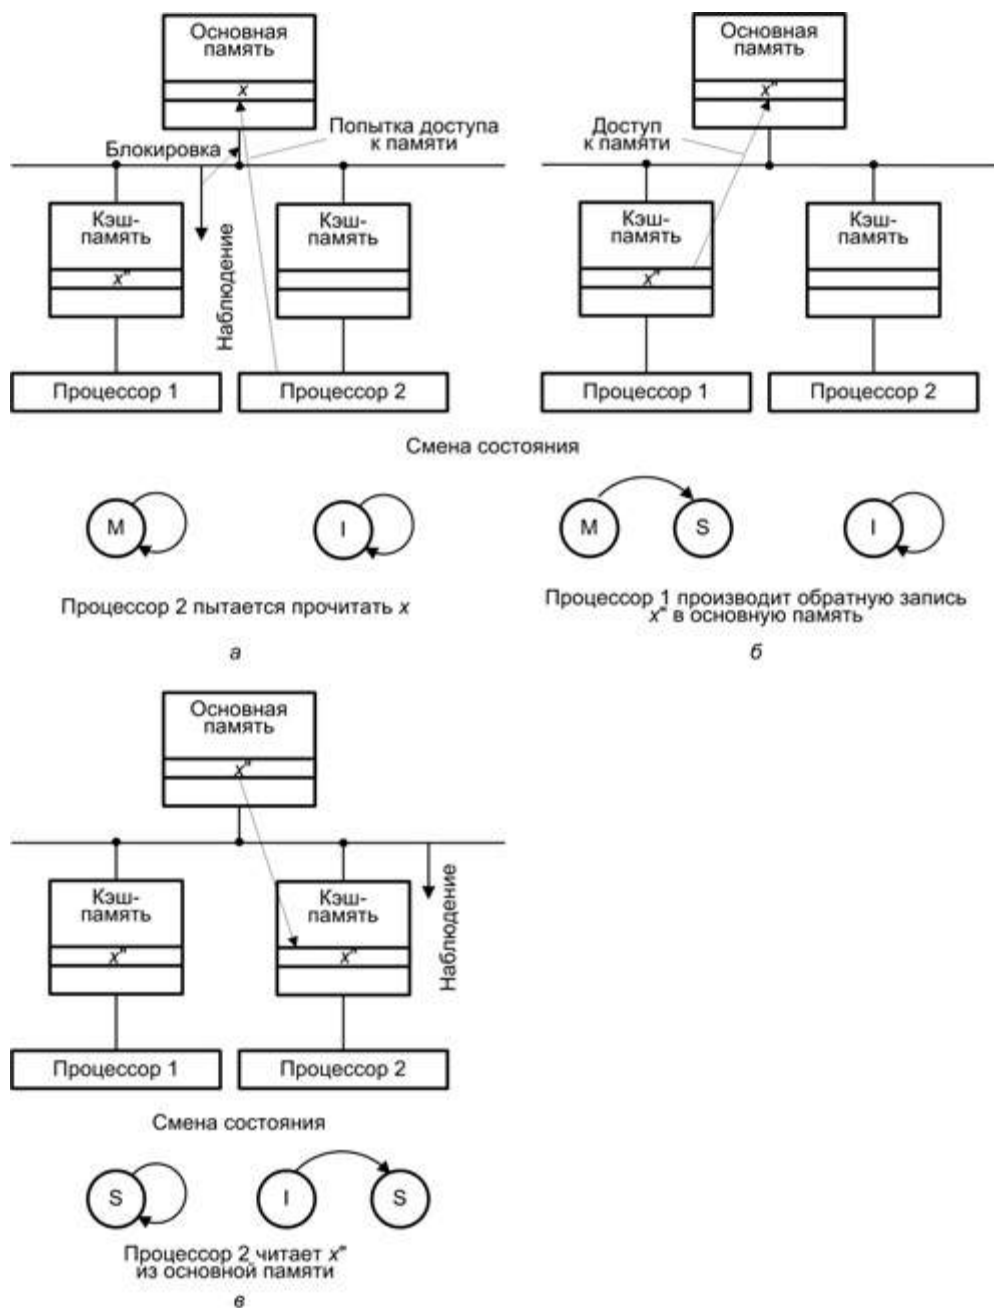 Основная
память
x
Блокировка
Попытка доступа
к памяти
Кэш-
память
x"
Наблюдение
Кэш-
память
Процессор 1
Процессор 2
Основная
память
x"
Доступ
к памяти
Кэш-
память
x"
Кэш-
память
Процессор 1
Процессор 2
Смена состояния
M
I
Процессор 2 пытается прочитать x
а
M
S
I
Процессор 1 производит обратную запись
x" в основную память
б
Основная
память
x"
Кэш-
память
x"
Кэш-
память
x"
Наблюдение
Процессор 1
Процессор 2
Смена состояния
S
I
S
Процессор 2 читает x"
из основной памяти
в